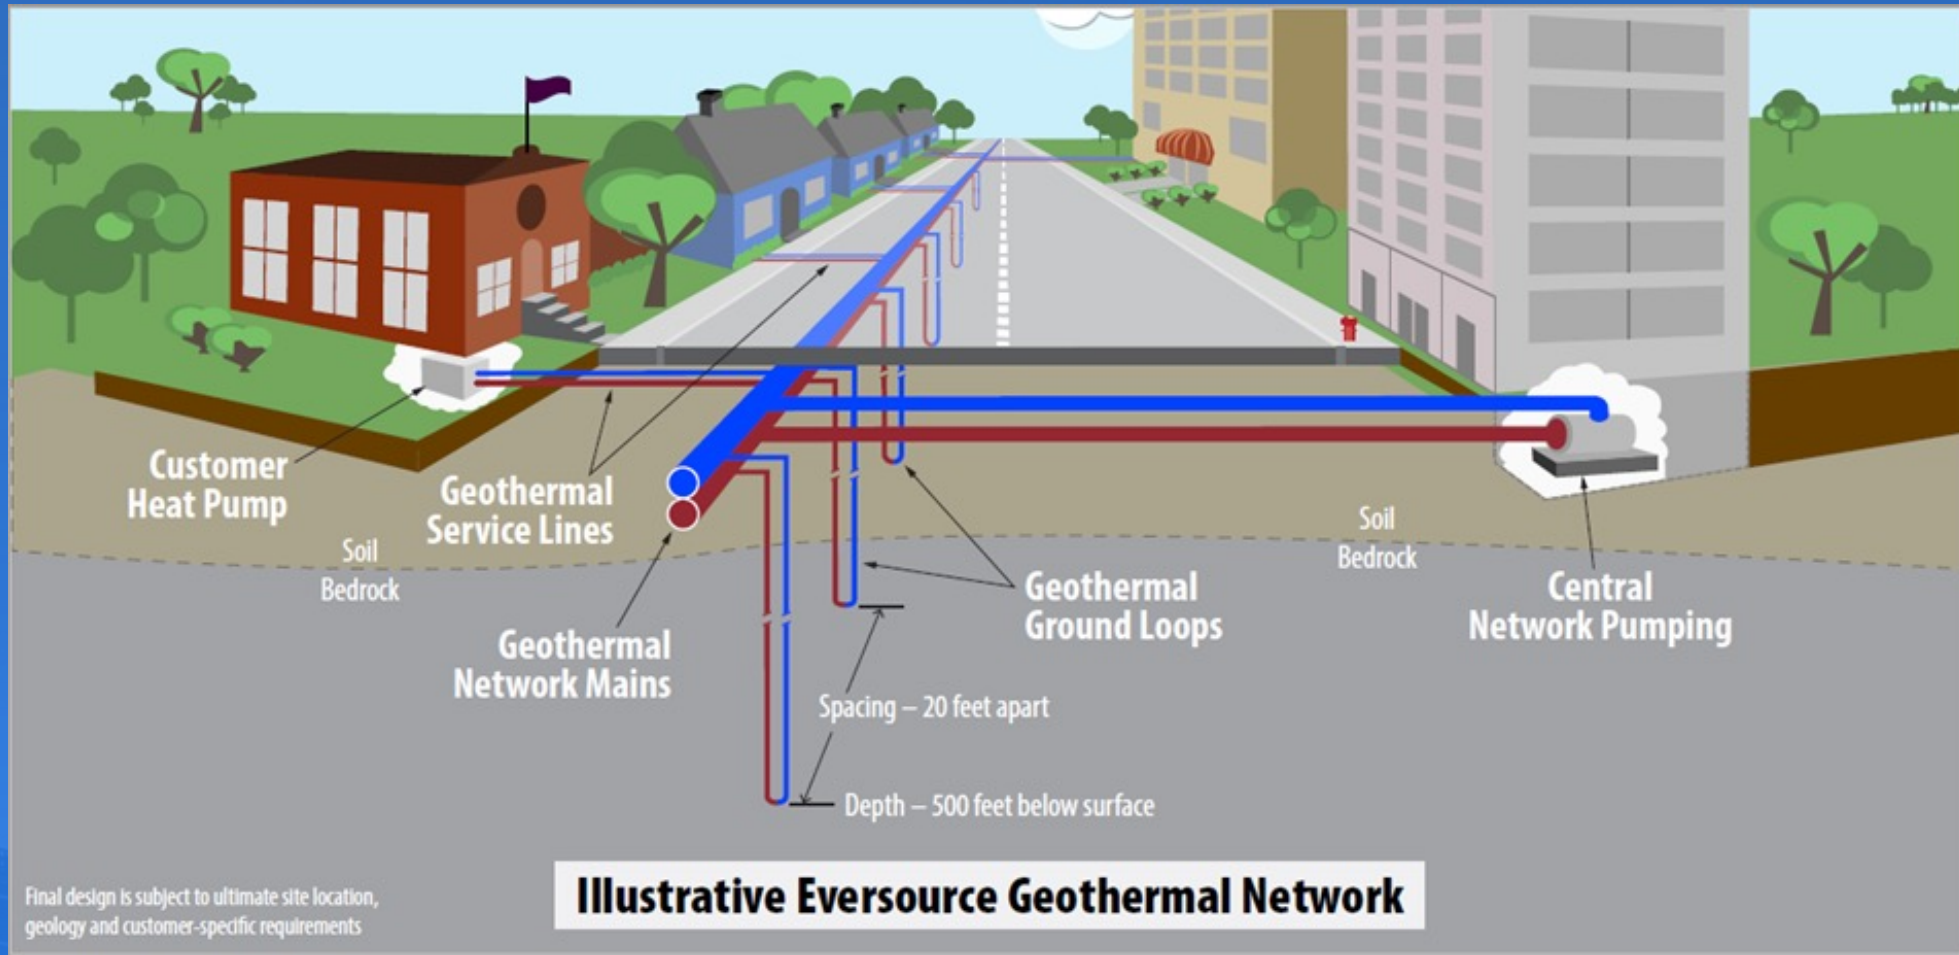 Customer
Heat Pump
Geothermal
Service Lines
Soil
Bedrock
Geothermal
Network Mains
Geothermal
Ground Loops
Soil
Bedrock
Central
Network Pumping
Spacing – 20 feet apart
Depth – 500 feet below surface
Illustrative Eversource Geothermal Network
Final design is subject to ultimate site location,
geology and customer-specific requirements